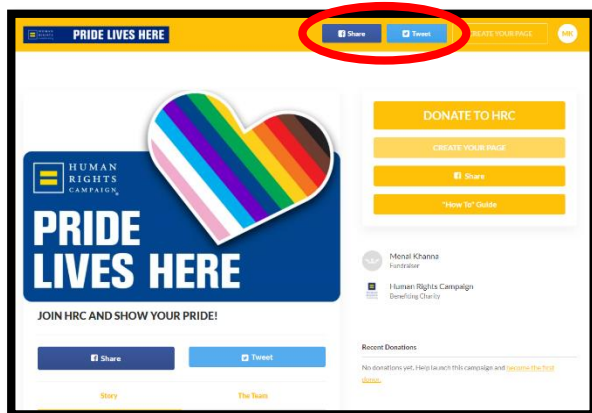 PRIDE LIVES HERE
Share
Tweet
CREATE YOUR PAGE
MK
HUMAN
RIGHTS
CAMPAIGN
PRIDE
LIVES HERE
JOIN HRC AND SHOW YOUR PRIDE!
Share
Tweet
Story
The Team
DONATE TO HRC
CREATE YOUR PAGE
Share
"How To" Guide
Menal Khanna
Fundraiser
Human Rights Campaign
Benefiting Charity
Recent Donations
No donations yet. Help launch this campaign and become the first
donor.